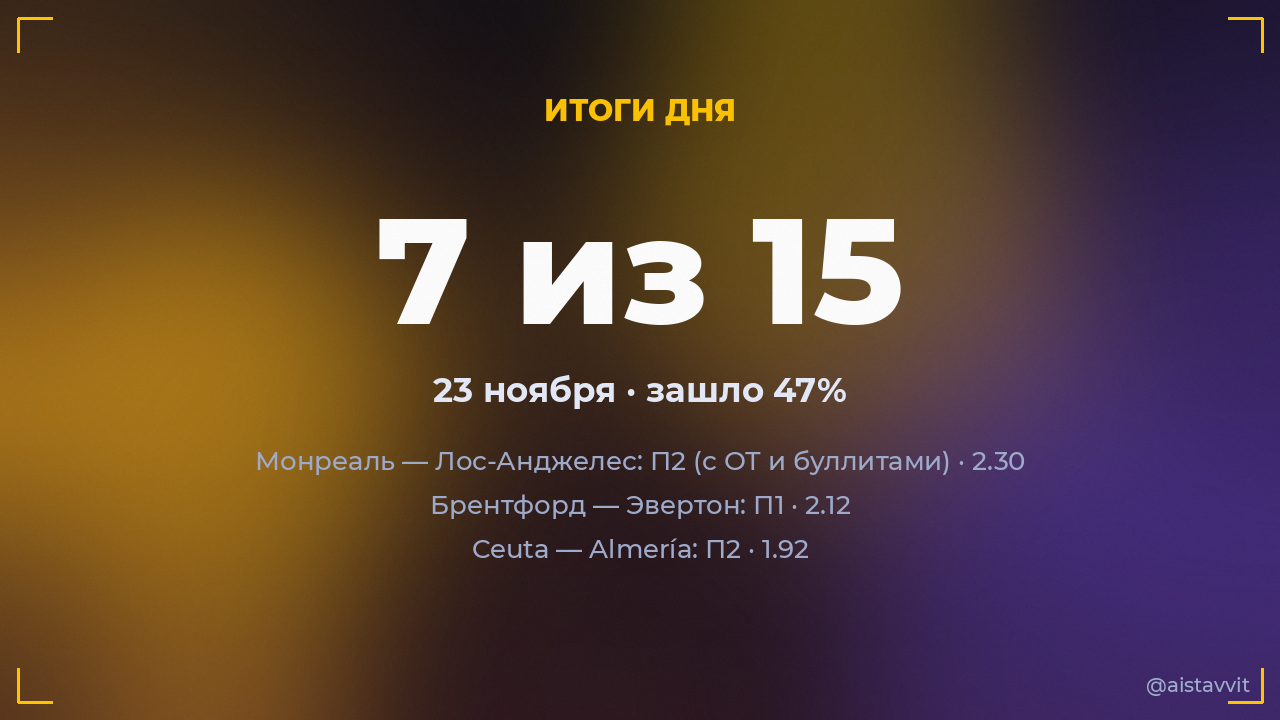 ИТОГИ ДНЯ
7 из 15
23 ноября · зашло 47%
Монреаль — Лос-Анджелес: П2 (с ОТ и буллитами) · 2.30
Брентфорд — Эвертон: П1 · 2.12
Ceuta — Almería: П2 · 1.92
@aistavvit